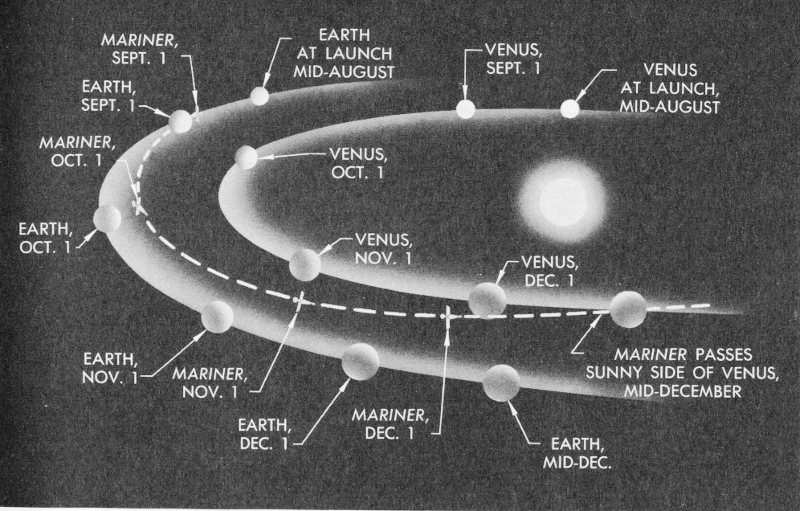 MARINER,
SEPT. 1
EARTH
AT LAUNCH
MID-AUGUST
VENUS,
SEPT. 1
VENUS
AT LAUNCH,
MID-AUGUST
EARTH,
SEPT. 1
MARINER,
OCT. 1
VENUS,
OCT. 1
EARTH,
OCT. 1
VENUS,
NOV. 1
VENUS,
DEC. 1
EARTH,
NOV. 1
MARINER,
NOV. 1
MARINER PASSES
SUNNY SIDE OF VENUS,
MID-DECEMBER
EARTH,
DEC. 1
MARINER,
DEC. 1
EARTH,
MID-DEC.